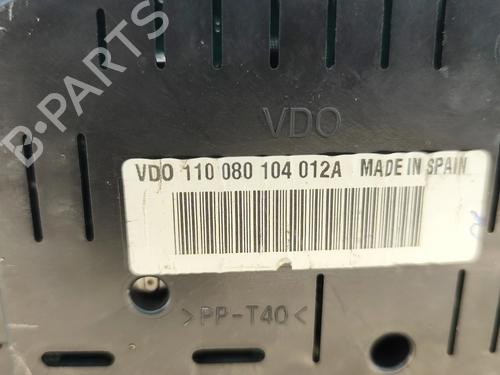 B-PARTS
VDO
VDO 110 080 104 012A MADE IN SPAIN
>PP-T40<